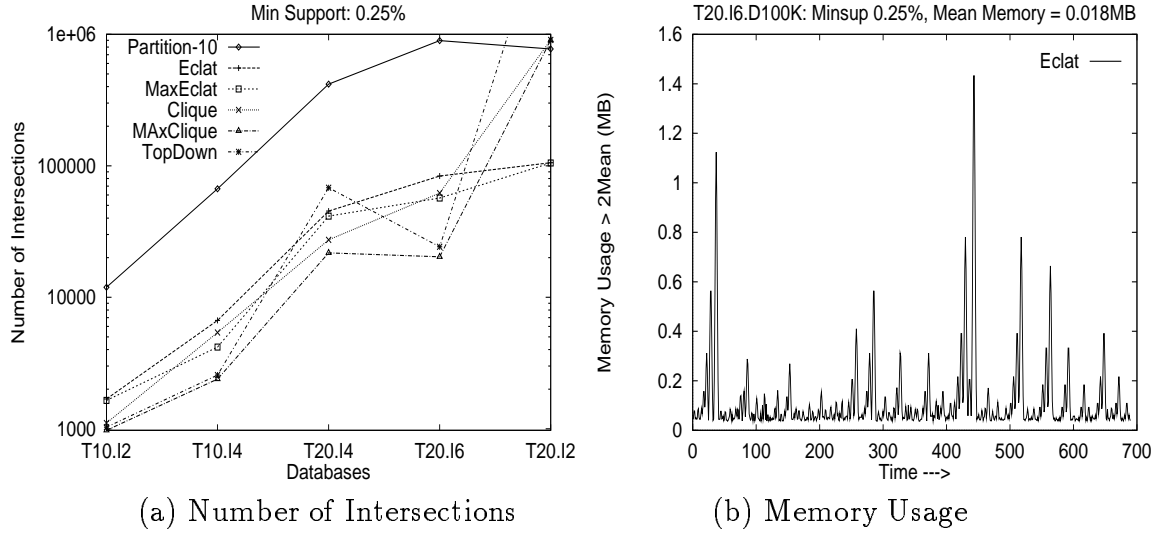 Min Support: 0.25%
1e+06
100000
10000
1000
Number of Intersections
Partition-10
Eclat
MaxEclat
Clique
MAxClique
TopDown
T10.I2
T10.I4
T20.I4
T20.I6
T20.I2
Databases
(a) Number of Intersections
T20.I6.D100K: Minsup 0.25%, Mean Memory = 0.018MB
1.6
1.4
1.2
1
0.8
0.6
0.4
0.2
0
Memory Usage > 2Mean (MB)
Eclat
0
100
200
300
400
500
600
700
Time --->
(b) Memory Usage